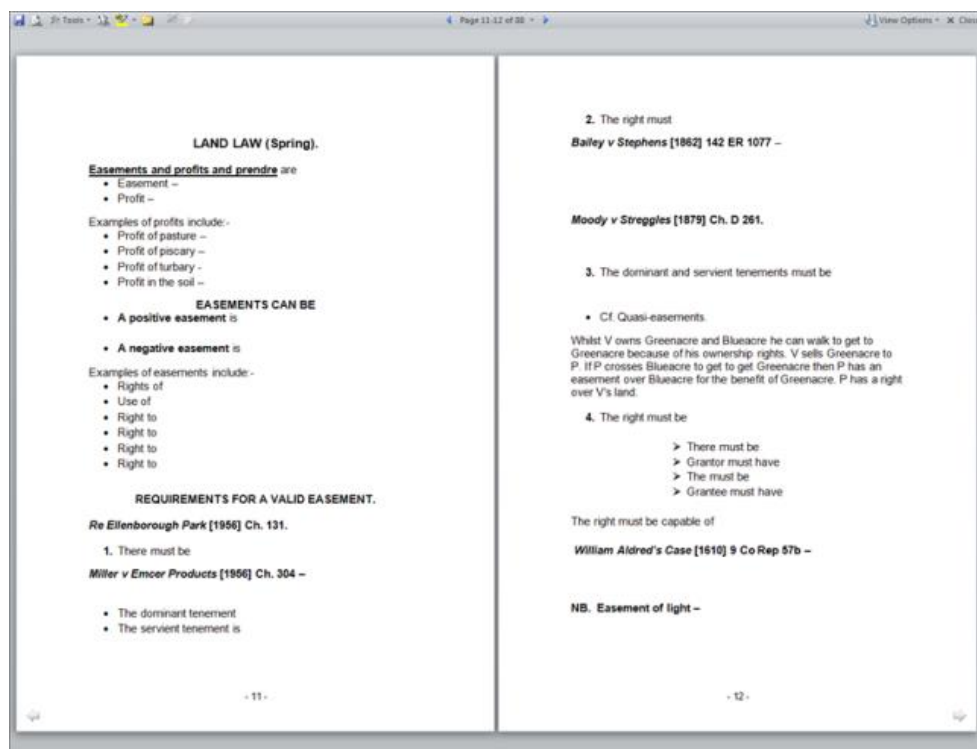 Tools
Page 11-12 of 88
View Options
Clos
LAND LAW (Spring).
Easements and profits and prendre are
• Easement –
• Profit –
Examples of profits include:-
• Profit of pasture –
• Profit of piscary –
• Profit of turbary -
• Profit in the soil –
EASEMENTS CAN BE
• A positive easement is
• A negative easement is
Examples of easements include:-
• Rights of
• Use of
• Right to
• Right to
• Right to
• Right to
REQUIREMENTS FOR A VALID EASEMENT.
Re Ellenborough Park [1956] Ch. 131.
1. There must be
Miller v Emcer Products [1956] Ch. 304 –
• The dominant tenement
• The servient tenement is
- 11 -
2. The right must
Bailey v Stephens [1862] 142 ER 1077 –
Moody v Streggles [1879] Ch. D 261.
3. The dominant and servient tenements must be
• Cf. Quasi-easements.
Whilst V owns Greenacre and Blueacre he can walk to get to
Greenacre because of his ownership rights. V sells Greenacre to
P. If P crosses Blueacre to get to get Greenacre then P has an
easement over Blueacre for the benefit of Greenacre. P has a right
over V's land.
4. The right must be
➢ There must be
➢ Grantor must have
➢ The must be
➢ Grantee must have
The right must be capable of
William Aldred's Case [1610] 9 Co Rep 57b –
NB. Easement of light –
- 12 -